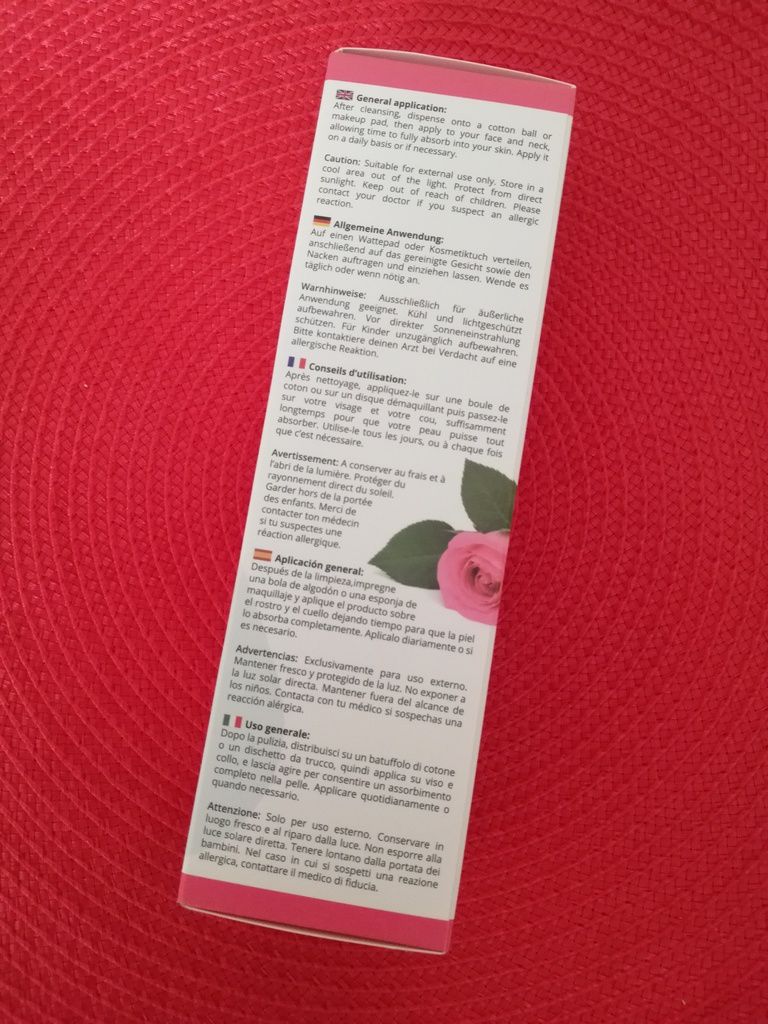 General application:
After cleansing, dispense onto a cotton ball or
makeup pad, then apply to your face and neck,
allowing time to fully absorb into your skin. Apply it
on a daily basis or if necessary.
Caution: Suitable for external use only. Store in a
cool area out of the light. Protect from direct
sunlight. Keep out of reach of children. Please
contact your doctor if you suspect an allergic
reaction.
Allgemeine Anwendung:
Auf einen Wattepad oder Kosmetiktuch verteilen,
anschließend auf das gereinigte Gesicht sowie den
Nacken auftragen und einziehen lassen. Wende es
täglich oder wenn nötig an.
Warnhinweise: Ausschließlich für äußerliche
Anwendung geeignet. Kühl und lichtgeschützt
aufbewahren. Vor direkter Sonneneinstrahlung
schützen. Für Kinder unzugänglich aufbewahren.
Bitte kontaktiere deinen Arzt bei Verdacht auf eine
allergische Reaktion.
Conseils d'utilisation:
Après nettoyage, appliquez-le sur une boule de
coton ou sur un disque démaquillant puis passez-le
sur votre visage et votre cou, suffisamment
longtemps pour que votre peau puisse tout
absorber. Utilise-le tous les jours, ou à chaque fois
que c'est nécessaire.
Avertissement: A conserver au frais et à
l'abri de la lumière. Protéger du
rayonnement direct du soleil.
Garder hors de la portée
des enfants. Merci de
contacter ton médecin
si tu suspectes une
réaction allergique.
Aplicación general:
Después de la limpieza,impregne
una bola de algodón o una esponja de
maquillaje y aplique el producto sobre
el rostro y el cuello dejando tiempo para que la piel
lo absorba completamente. Aplicalo diariamente o si
es necesario.
Advertencias: Exclusivamente para uso externo.
Mantener fresco y protegido de la luz. No exponer a
la luz solar directa. Mantener fuera del alcance de
los niños. Contacta con tu médico si sospechas una
reacción alérgica.
Uso generale:
Dopo la pulizia, distribuisci su un batuffolo di cotone
o un dischetto da trucco, quindi applica su viso e
collo, e lascia agire per consentire un assorbimento
completo nella pelle. Applicare quotidianamente o
quando necessario.
Attenzione: Solo per uso esterno. Conservare in
luogo fresco e al riparo dalla luce. Non esporre alla
luce solare diretta. Tenere lontano dalla portata dei
bambini. Nel caso in cui si sospetti una reazione
allergica, contattare il medico di fiducia.